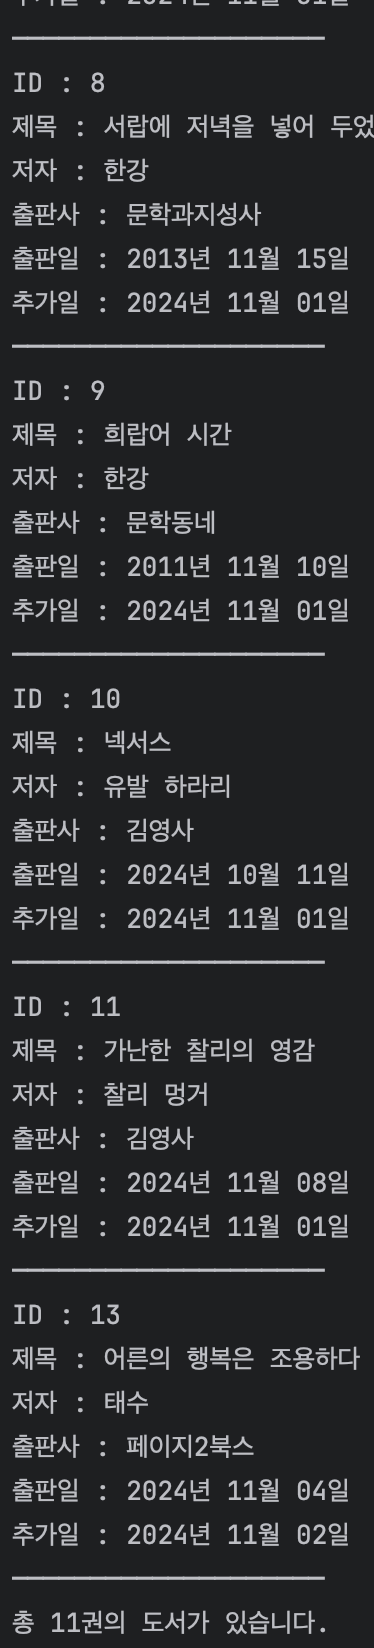 ID : 8
제목 : 서랍에 저녁을 넣어 두었
저자 : 한강
출판사 : 문학과지성사
출판일 : 2013년 11월 15일
추가일 : 2024년 11월 01일
ID : 9
제목 : 희랍어 시간
저자 : 한강
출판사 : 문학동네
출판일 : 2011년 11월 10일
추가일 : 2024년 11월 01일
ID : 10
제목 : 넥서스
저자 : 유발 하라리
출판사 : 김영사
출판일 : 2024년 10월 11일
추가일 : 2024년 11월 01일
ID : 11
제목 : 가난한 찰리의 영감
저자 : 찰리 멍거
출판사 : 김영사
출판일 : 2024년 11월 08일
추가일 : 2024년 11월 01일
ID : 13
제목 : 어른의 행복은 조용하다
저자 : 태수
출판사 : 페이지2북스
출판일 : 2024년 11월 04일
추가일 : 2024년 11월 02일
총 11권의 도서가 있습니다.